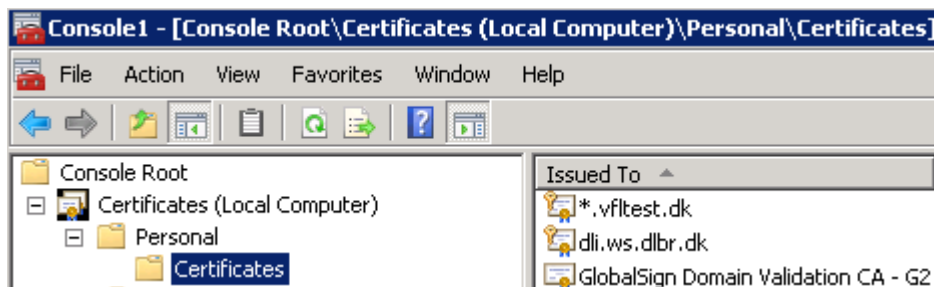 Console1 - [Console Root\Certificates (Local Computer)\Personal\Certificates]
File Action View Favorites Window Help
Console Root
Certificates (Local Computer)
Personal
Certificates
Issued To
*.vfltest.dk
dli.ws.dlbr.dk
GlobalSign Domain Validation CA - G2